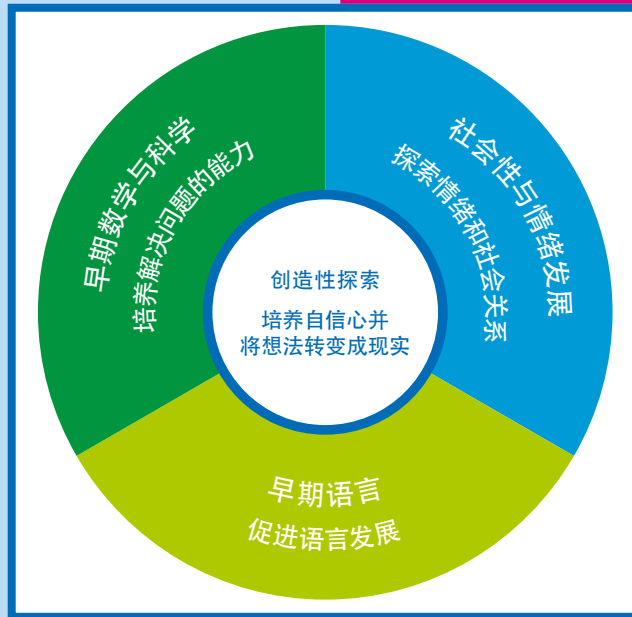 早期数学与科学
培养解决问题的能力
社会性与情绪发展
探索情绪和社会关系
创造性探索
培养自信心并
将想法转变成现实
早期语言
促进语言发展